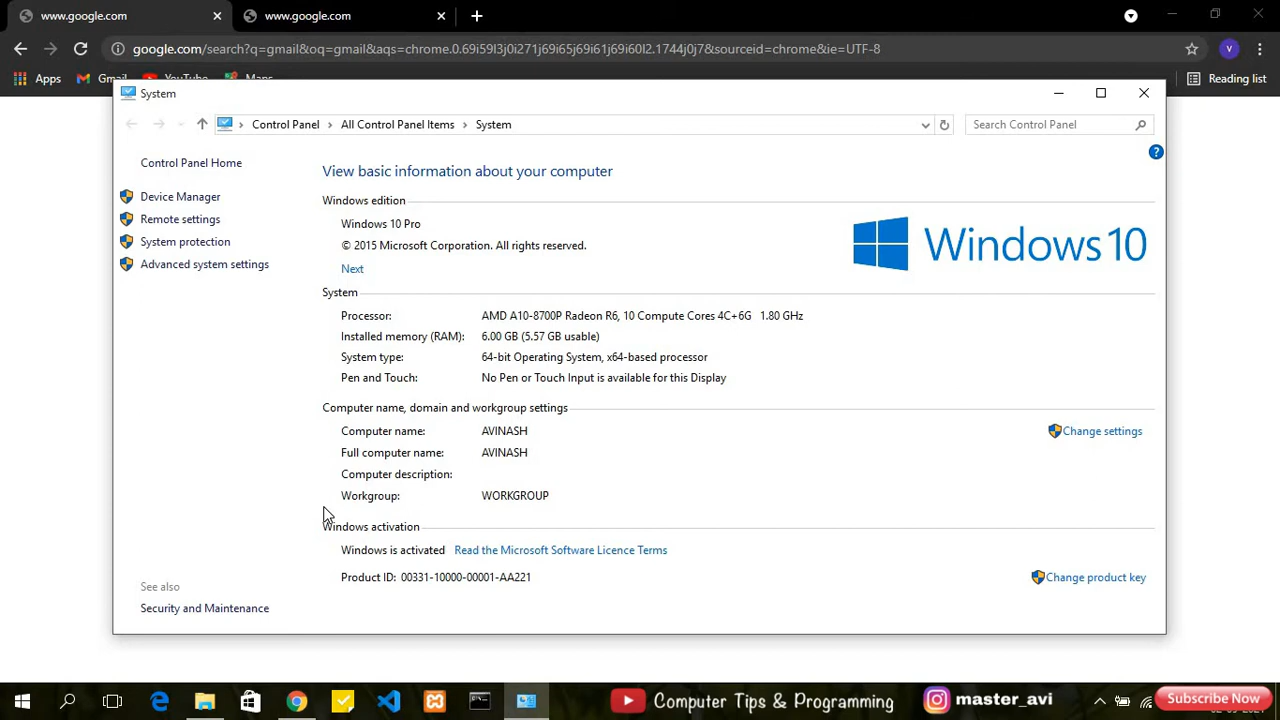 www.google.com
www.google.com
google.com/search?q=gmail&oq=gmail&aqs=chrome.0.69i59l3j0i271j69i65j69i61j69i60l2.1744j0j7&sourceid=chrome&ie=UTF-8
V
Apps
Gmail
YouTube
Maps
Reading list
System
Control Panel
All Control Panel Items
System
Search Control Panel
?
Control Panel Home
Device Manager
Remote settings
System protection
Advanced system settings
View basic information about your computer
Windows edition
Windows 10 Pro
© 2015 Microsoft Corporation. All rights reserved.
Next
Windows 10
System
Processor: AMD A10-8700P Radeon R6, 10 Compute Cores 4C+6G 1.80 GHz
Installed memory (RAM): 6.00 GB (5.57 GB usable)
System type: 64-bit Operating System, x64-based processor
Pen and Touch: No Pen or Touch Input is available for this Display
Computer name, domain and workgroup settings
Computer name: AVINASH
Change settings
Full computer name: AVINASH
Computer description:
Workgroup: WORKGROUP
Windows activation
Windows is activated Read the Microsoft Software Licence Terms
Product ID: 00331-10000-00001-AA221
Change product key
See also
Security and Maintenance
Computer Tips & Programming
master_avi
Subscribe Now